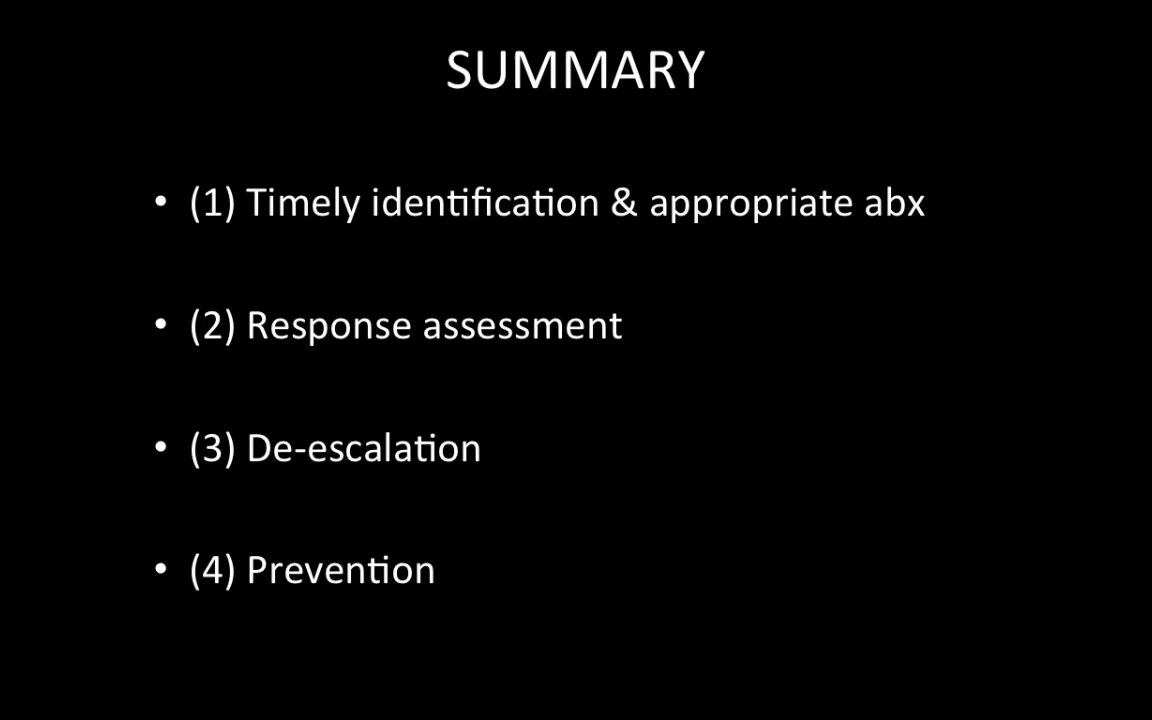 SUMMARY
• (1) Timely identification & appropriate abx
• (2) Response assessment
• (3) De-escalation
• (4) Prevention